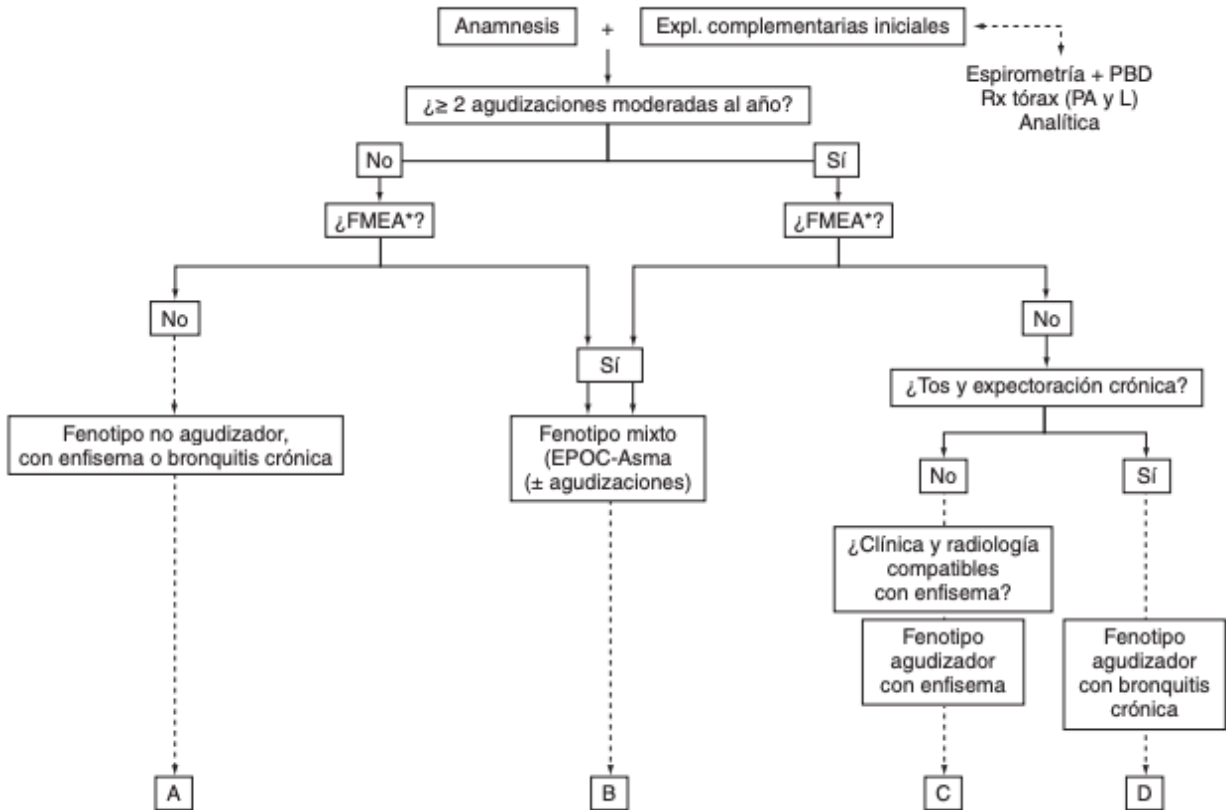 Anamnesis + Expl. complementarias iniciales
Espirometría + PBD
Rx tórax (PA y L)
Analítica
¿≥ 2 agudizaciones moderadas al año?
No
Sí
¿FMEA*?
¿FMEA*?
No
Sí
No
¿Tos y expectoración crónica?
Fenotipo no agudizador,
con enfisema o bronquitis crónica
Fenotipo mixto
(EPOC-Asma
(± agudizaciones)
No
Sí
¿Clínica y radiología
compatibles
con enfisema?
Fenotipo
agudizador
con enfisema
Fenotipo
agudizador
con bronquitis
crónica
A
B
C
D